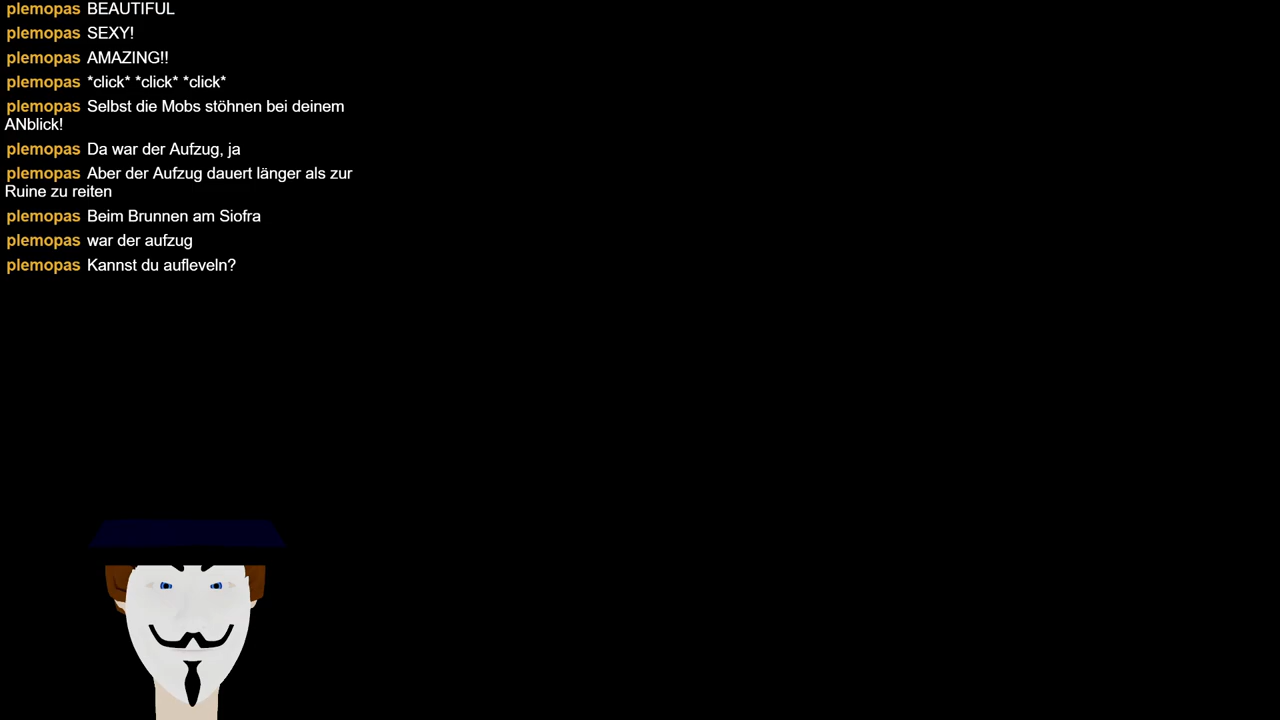 plemopas BEAUTIFUL
plemopas SEXY!
plemopas AMAZING!!
plemopas *click* *click* *click*
plemopas Selbst die Mobs stöhnen bei deinem
ANblick!
plemopas Da war der Aufzug, ja
plemopas Aber der Aufzug dauert länger als zur
Ruine zu reiten
plemopas Beim Brunnen am Siofra
plemopas war der aufzug
plemopas Kannst du aufleveln?